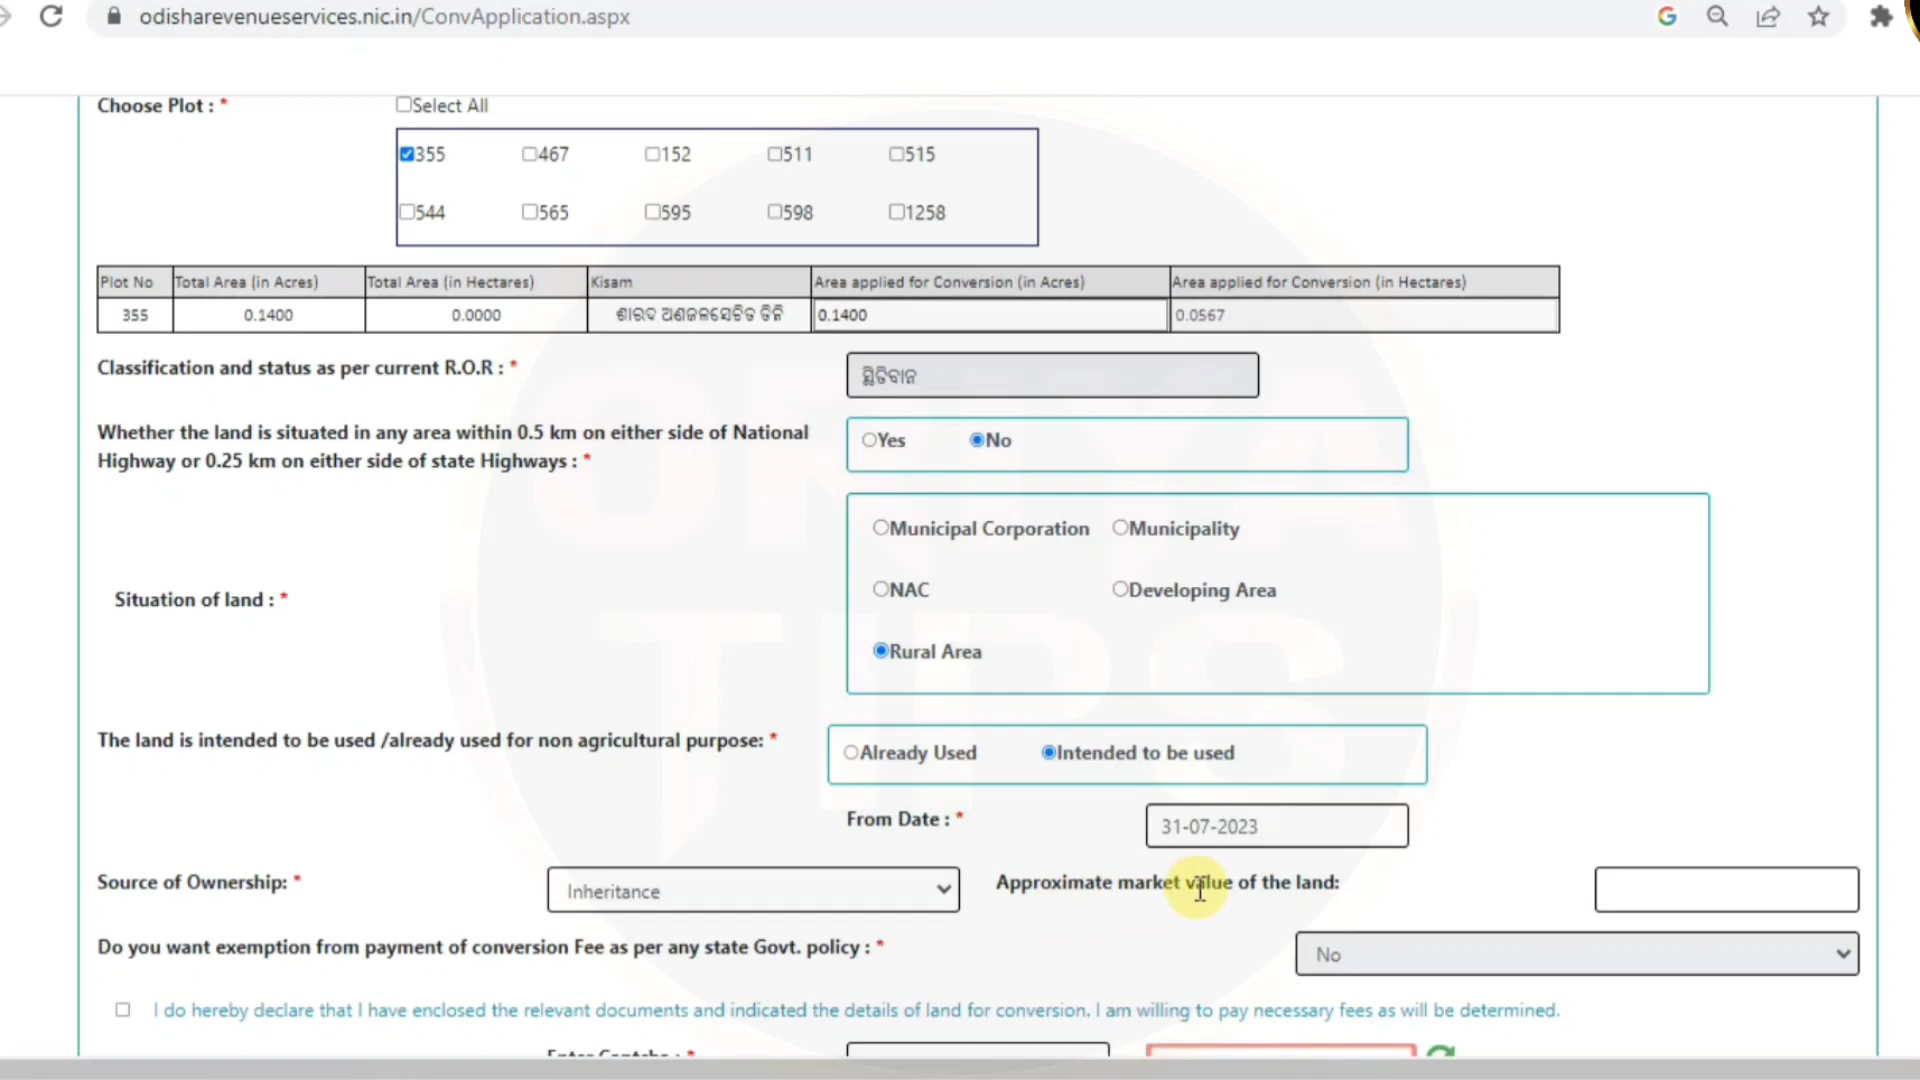 odisharevenueservices.nic.in/ConvApplication.aspx
Choose Plot : * Select All
355 467 152 511 515
544 565 595 598 1258
Plot No Total Area (in Acres) Total Area (in Hectares) Kisam Area applied for Conversion (in Acres) Area applied for Conversion (in Hectares)
355 0.1400 0.0000 ଶାରଦ ଅଣଜଳସେଚିତ ତିନି 0.1400 0.0567
Classification and status as per current R.O.R : * ସ୍ଥିତିବାନ
Whether the land is situated in any area within 0.5 km on either side of National
Highway or 0.25 km on either side of state Highways : *
Yes No
Municipal Corporation Municipality
NAC Developing Area
Situation of land : *
Rural Area
The land is intended to be used /already used for non agricultural purpose: * Already Used Intended to be used
From Date : * 31-07-2023
Source of Ownership: * Inheritance Approximate market value of the land:
Do you want exemption from payment of conversion Fee as per any state Govt. policy : * No
I do hereby declare that I have enclosed the relevant documents and indicated the details of land for conversion. I am willing to pay necessary fees as will be determined.
TIPS